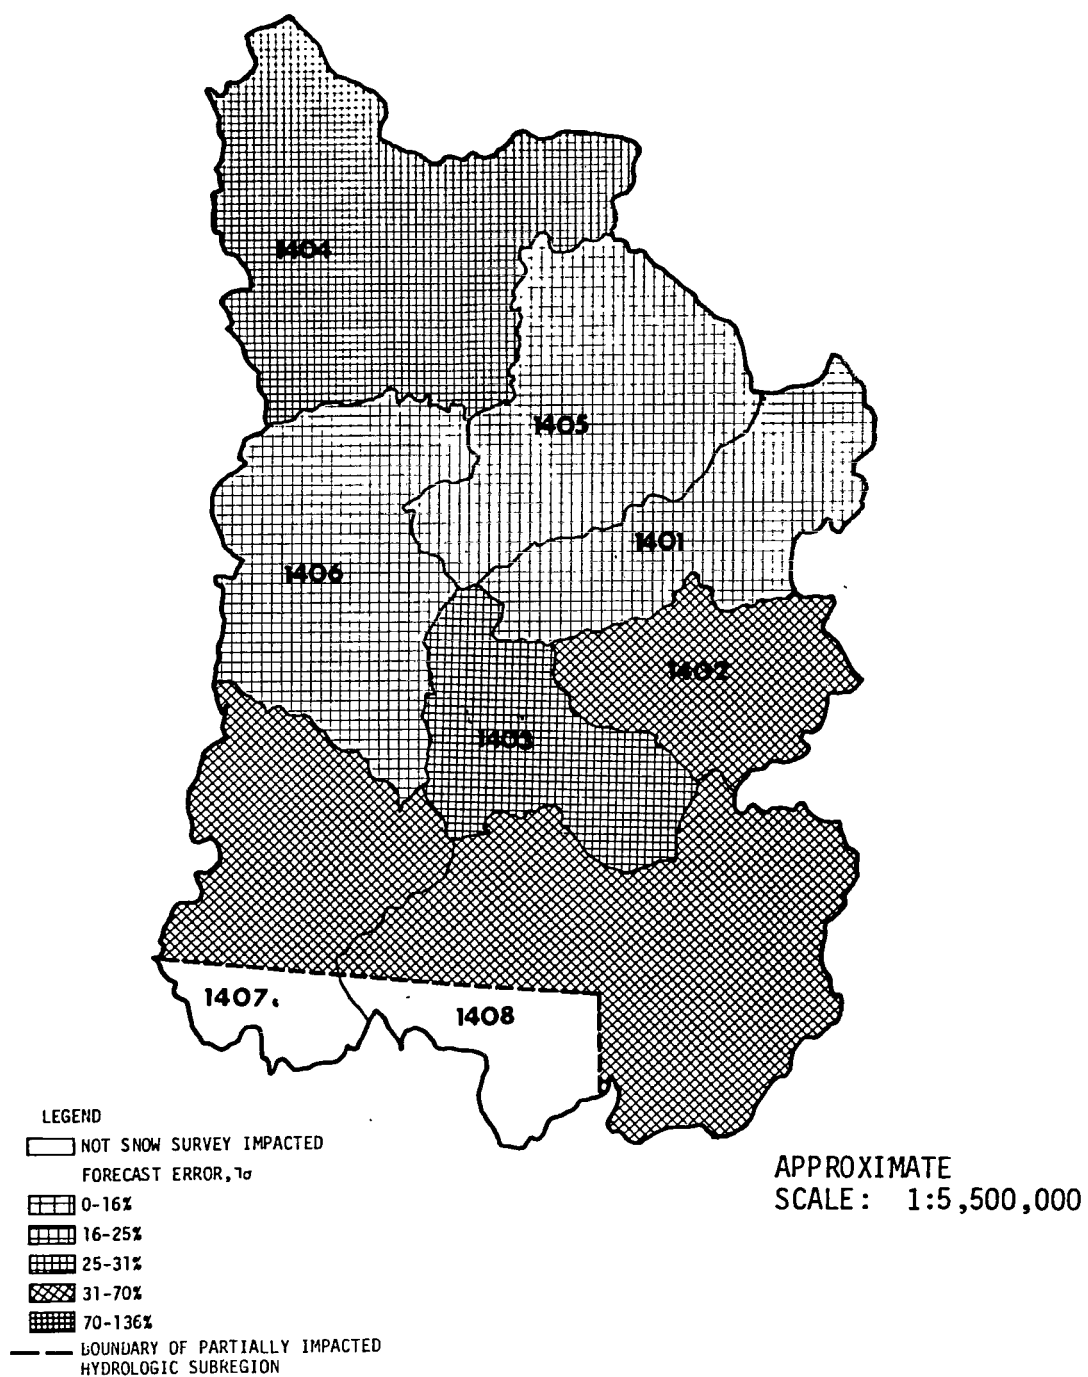 1404
1405
1401
1406
1402
1403
1407
1408
LEGEND
NOT SNOW SURVEY IMPACTED
FORECAST ERROR, 1σ
0-16%
16-25%
25-31%
31-70%
70-136%
BOUNDARY OF PARTIALLY IMPACTED
HYDROLOGIC SUBREGION
APPROXIMATE
SCALE: 1:5,500,000